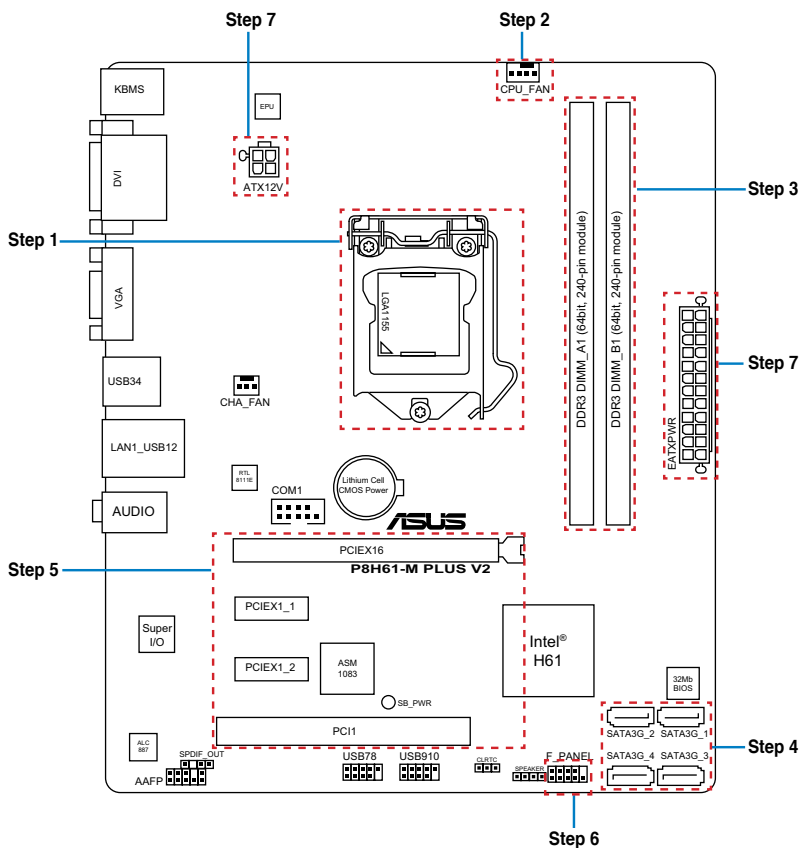 Step 7
Step 2
KBMS
EPU
CPU_FAN
DVI
ATX12V
Step 3
Step 1
DDR3 DIMM_A1 (64bit, 240-pin module)
DDR3 DIMM_B1 (64bit, 240-pin module)
VGA
LGA1155
USB34
CHA_FAN
Step 7
EATXPWR
LAN1_USB12
RTL
8111E
Lithium Cell
CMOS Power
COM1
AUDIO
ASUS
PCIEX16
P8H61-M PLUS V2
Step 5
PCIEX1_1
Super
I/O
Intel®
H61
PCIEX1_2
ASM
1083
32Mb
BIOS
SB_PWR
PCI1
SATA3G_2
SATA3G_1
ALC
887
SPDIF_OUT
USB78
USB910
CLRTC
F_PANEL
SATA3G_4
SATA3G_3
Step 4
SPEAKER
AAFP
Step 6